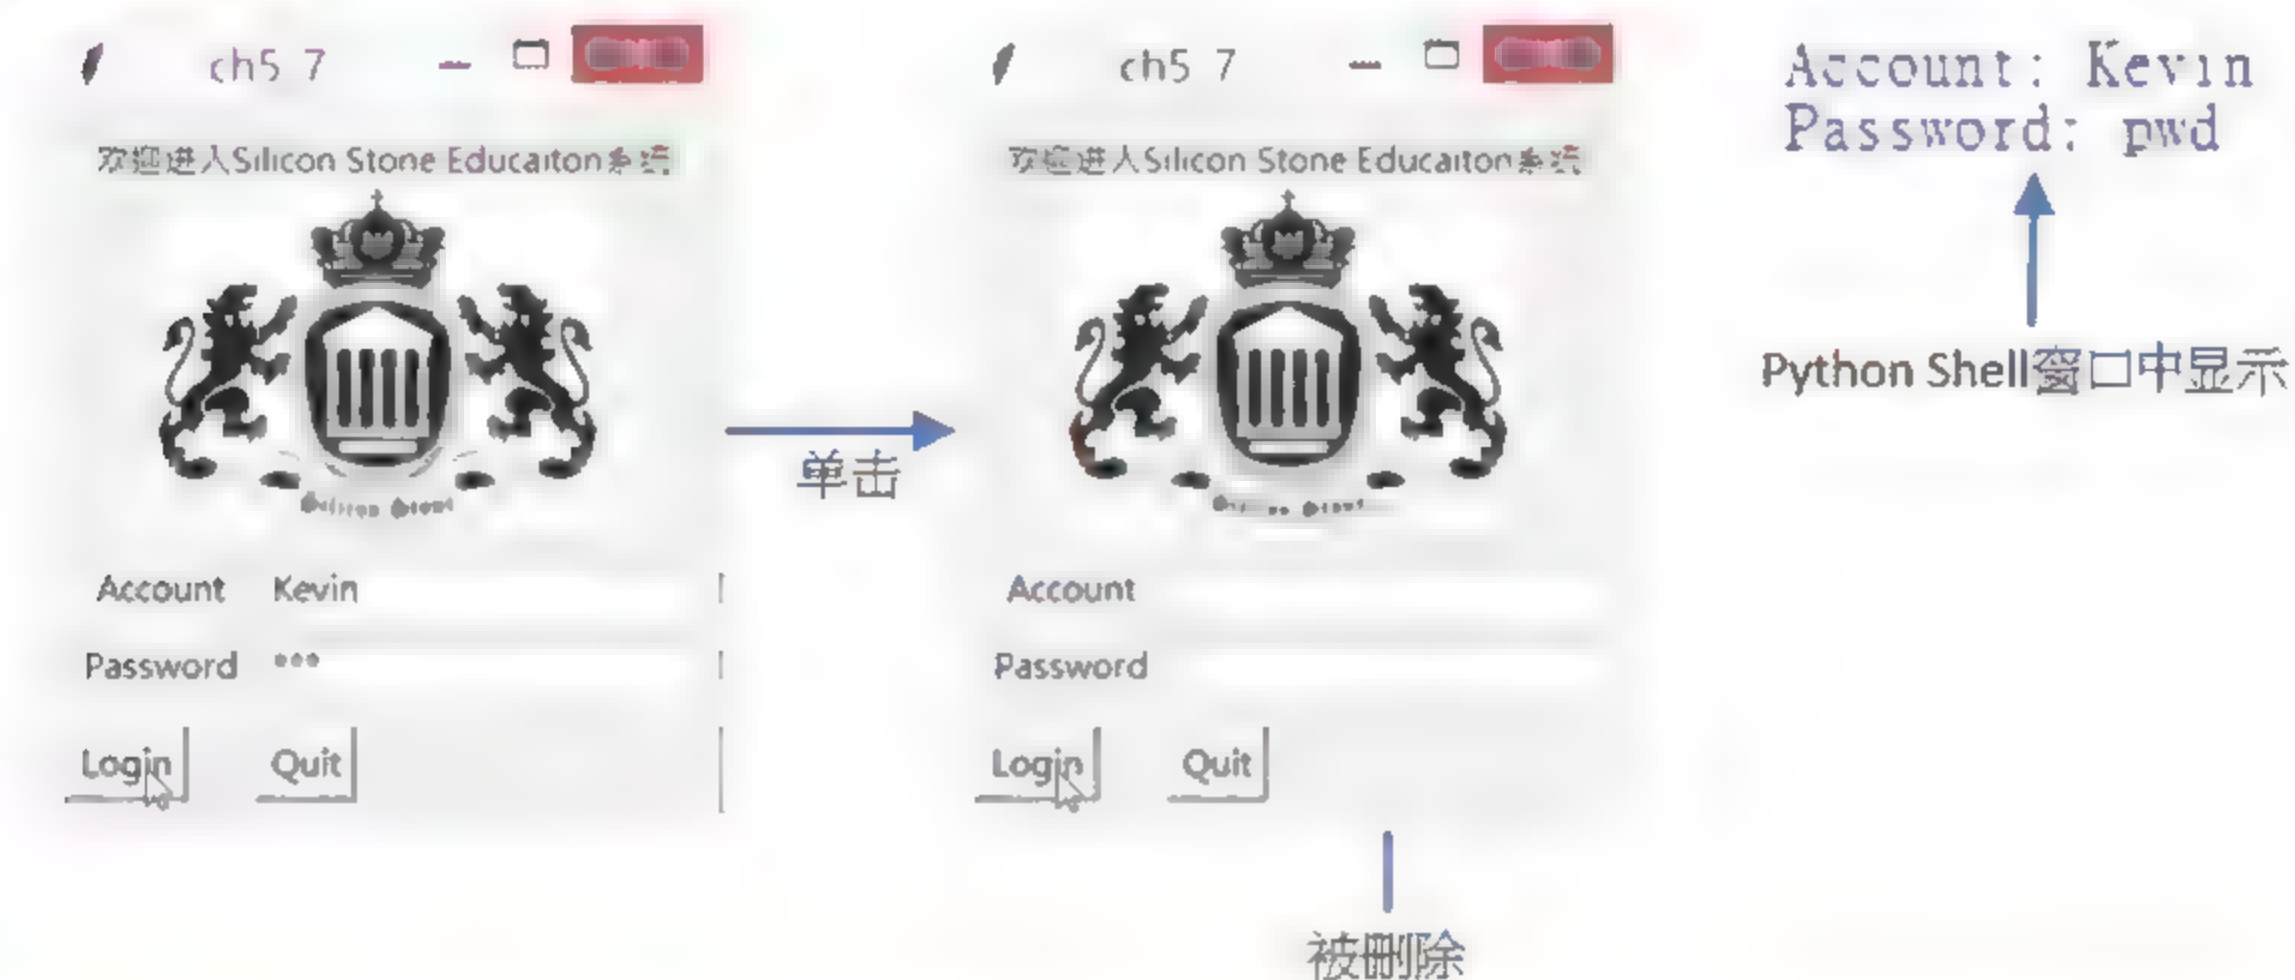 ch5 7
欢迎进入Silicon Stone Educaiton系统
Account Kevin
Password ***
Login Quit
单击
ch5 7
欢迎进入Silicon Stone Educaiton系统
Account
Password
Login Quit
被删除
Account: Kevin
Password: pwd
Python Shell窗口中显示